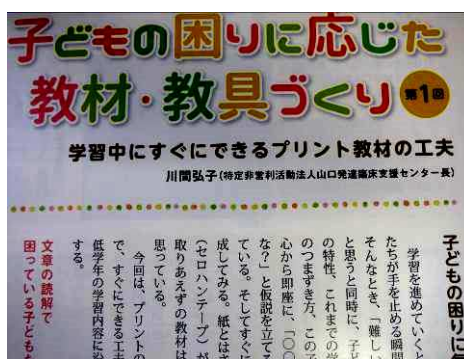 子どもの困りに応じた
教材・教具づくり 第1回
学習中にすぐにできるプリント教材の工夫
川間弘子(特定非営利活動法人山口発達臨床支援センター長)
子どもの困りに
学習を進めていくと
たちが手を止める瞬間
そんなとき、「難しい
と思うと同時に、子ど
の特性、これまでの学
のつまずき方、この子
心から即座に、「○○
な?」と仮説を立てる
ている。そしてすぐに
成してみる。紙とはさ
(セロハンテープ)が
取りあえずの教材は
思っている。
今回は、プリントの
で、すぐにできる工夫
低学年の学習内容に沿
する。
文章の読解で
困っている子ども